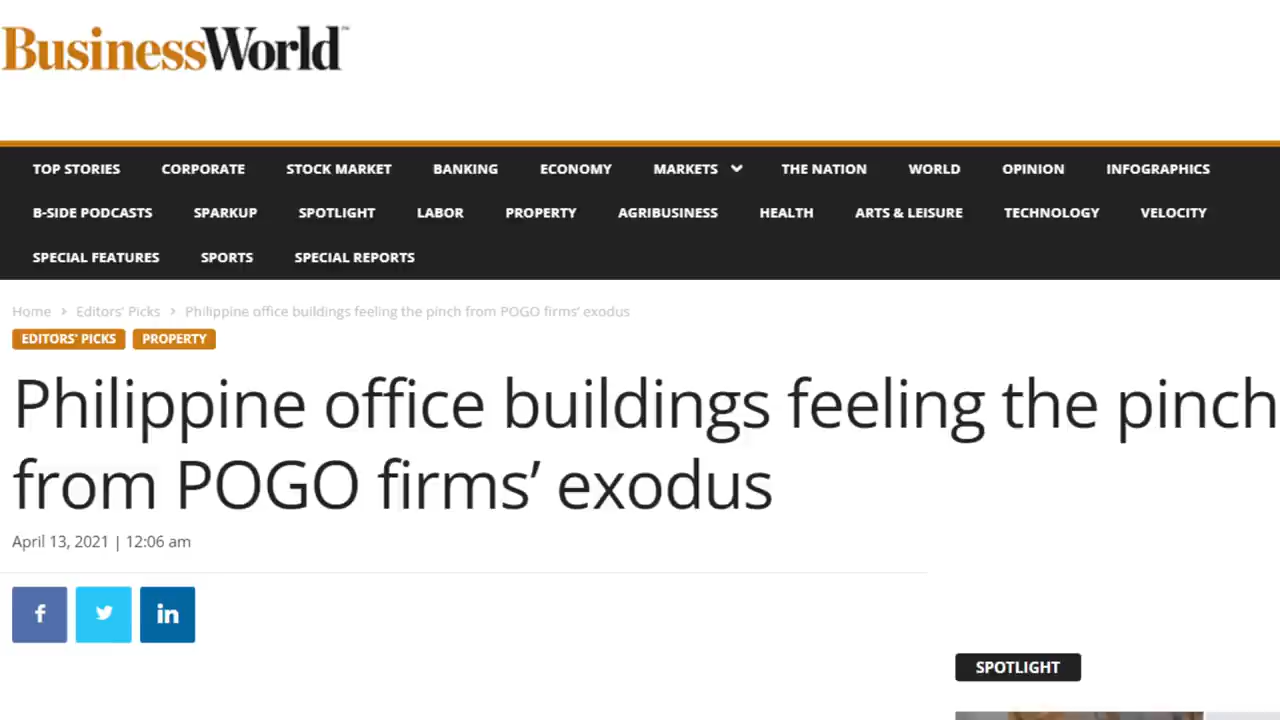 BusinessWorld™
TOP STORIES CORPORATE STOCK MARKET BANKING ECONOMY MARKETS THE NATION WORLD OPINION INFOGRAPHICS
B-SIDE PODCASTS SPARKUP SPOTLIGHT LABOR PROPERTY AGRIBUSINESS HEALTH ARTS & LEISURE TECHNOLOGY VELOCITY
SPECIAL FEATURES SPORTS SPECIAL REPORTS
Home › Editors' Picks › Philippine office buildings feeling the pinch from POGO firms’ exodus
EDITORS' PICKS PROPERTY
Philippine office buildings feeling the pinch
from POGO firms’ exodus
April 13, 2021 | 12:06 am
f in
SPOTLIGHT